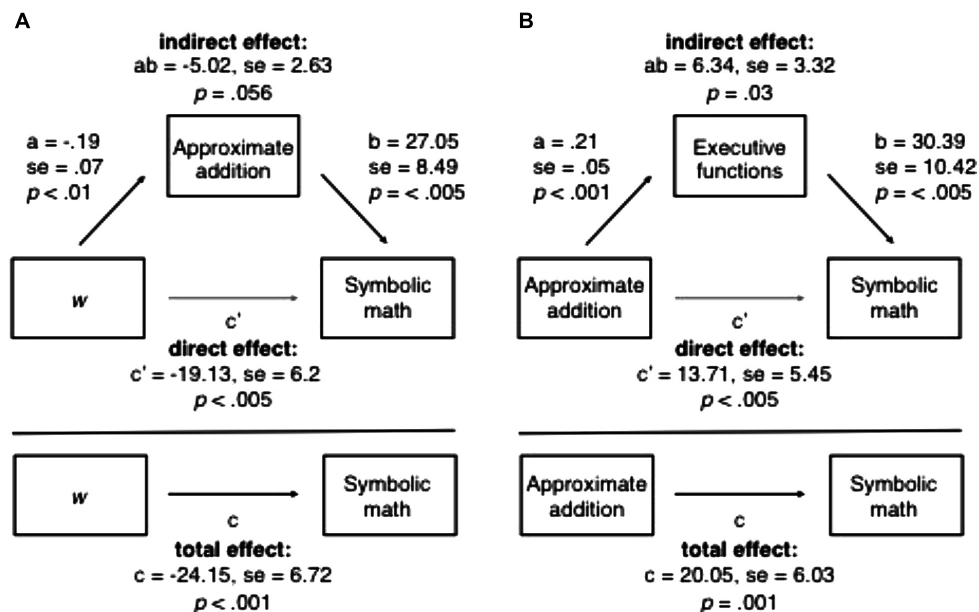 A
indirect effect:
ab = -5.02, se = 2.63
p = .056
a = -.19
se = .07
p < .01
Approximate
addition
b = 27.05
se = 8.49
p = < .005
w
Symbolic
math
c'
direct effect:
c' = -19.13, se = 6.2
p < .005
w
Symbolic
math
c
total effect:
c = -24.15, se = 6.72
p < .001
B
indirect effect:
ab = 6.34, se = 3.32
p = .03
a = .21
se = .05
p < .001
Executive
functions
b = 30.39
se = 10.42
p = < .005
Approximate
addition
Symbolic
math
c'
direct effect:
c' = 13.71, se = 5.45
p < .005
Approximate
addition
Symbolic
math
c
total effect:
c = 20.05, se = 6.03
p = .001